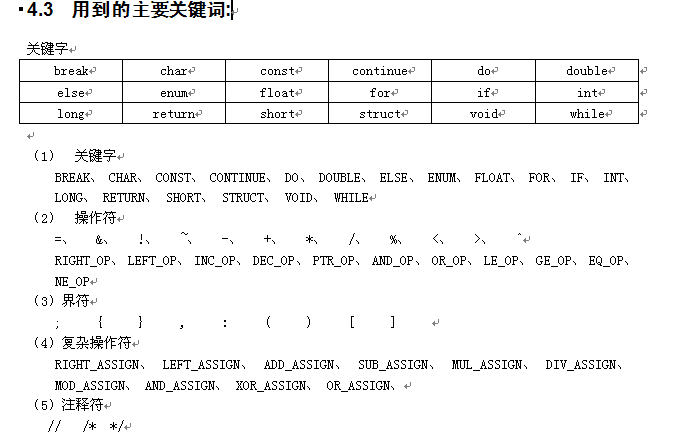 4.3 用到的主要关键词:
关键字
break char const continue do double
else enum float for if int
long return short struct void while
(1) 关键字
BREAK、 CHAR、 CONST、 CONTINUE、 DO、 DOUBLE、 ELSE、 ENUM、 FLOAT、 FOR、 IF、 INT、
LONG、 RETURN、 SHORT、 STRUCT、 VOID、 WHILE
(2) 操作符
=、 &、 !、 ~、 -、 +、 *、 /、 %、 <、 >、 ^
RIGHT_OP、 LEFT_OP、 INC_OP、 DEC_OP、 PTR_OP、 AND_OP、 OR_OP、 LE_OP、 GE_OP、 EQ_OP、
NE_OP
(3)界符
; { } , : ( ) [ ]
(4)复杂操作符
RIGHT_ASSIGN、 LEFT_ASSIGN、 ADD_ASSIGN、 SUB_ASSIGN、 MUL_ASSIGN、 DIV_ASSIGN、
MOD_ASSIGN、 AND_ASSIGN、 XOR_ASSIGN、 OR_ASSIGN、
(5)注释符
// /* */